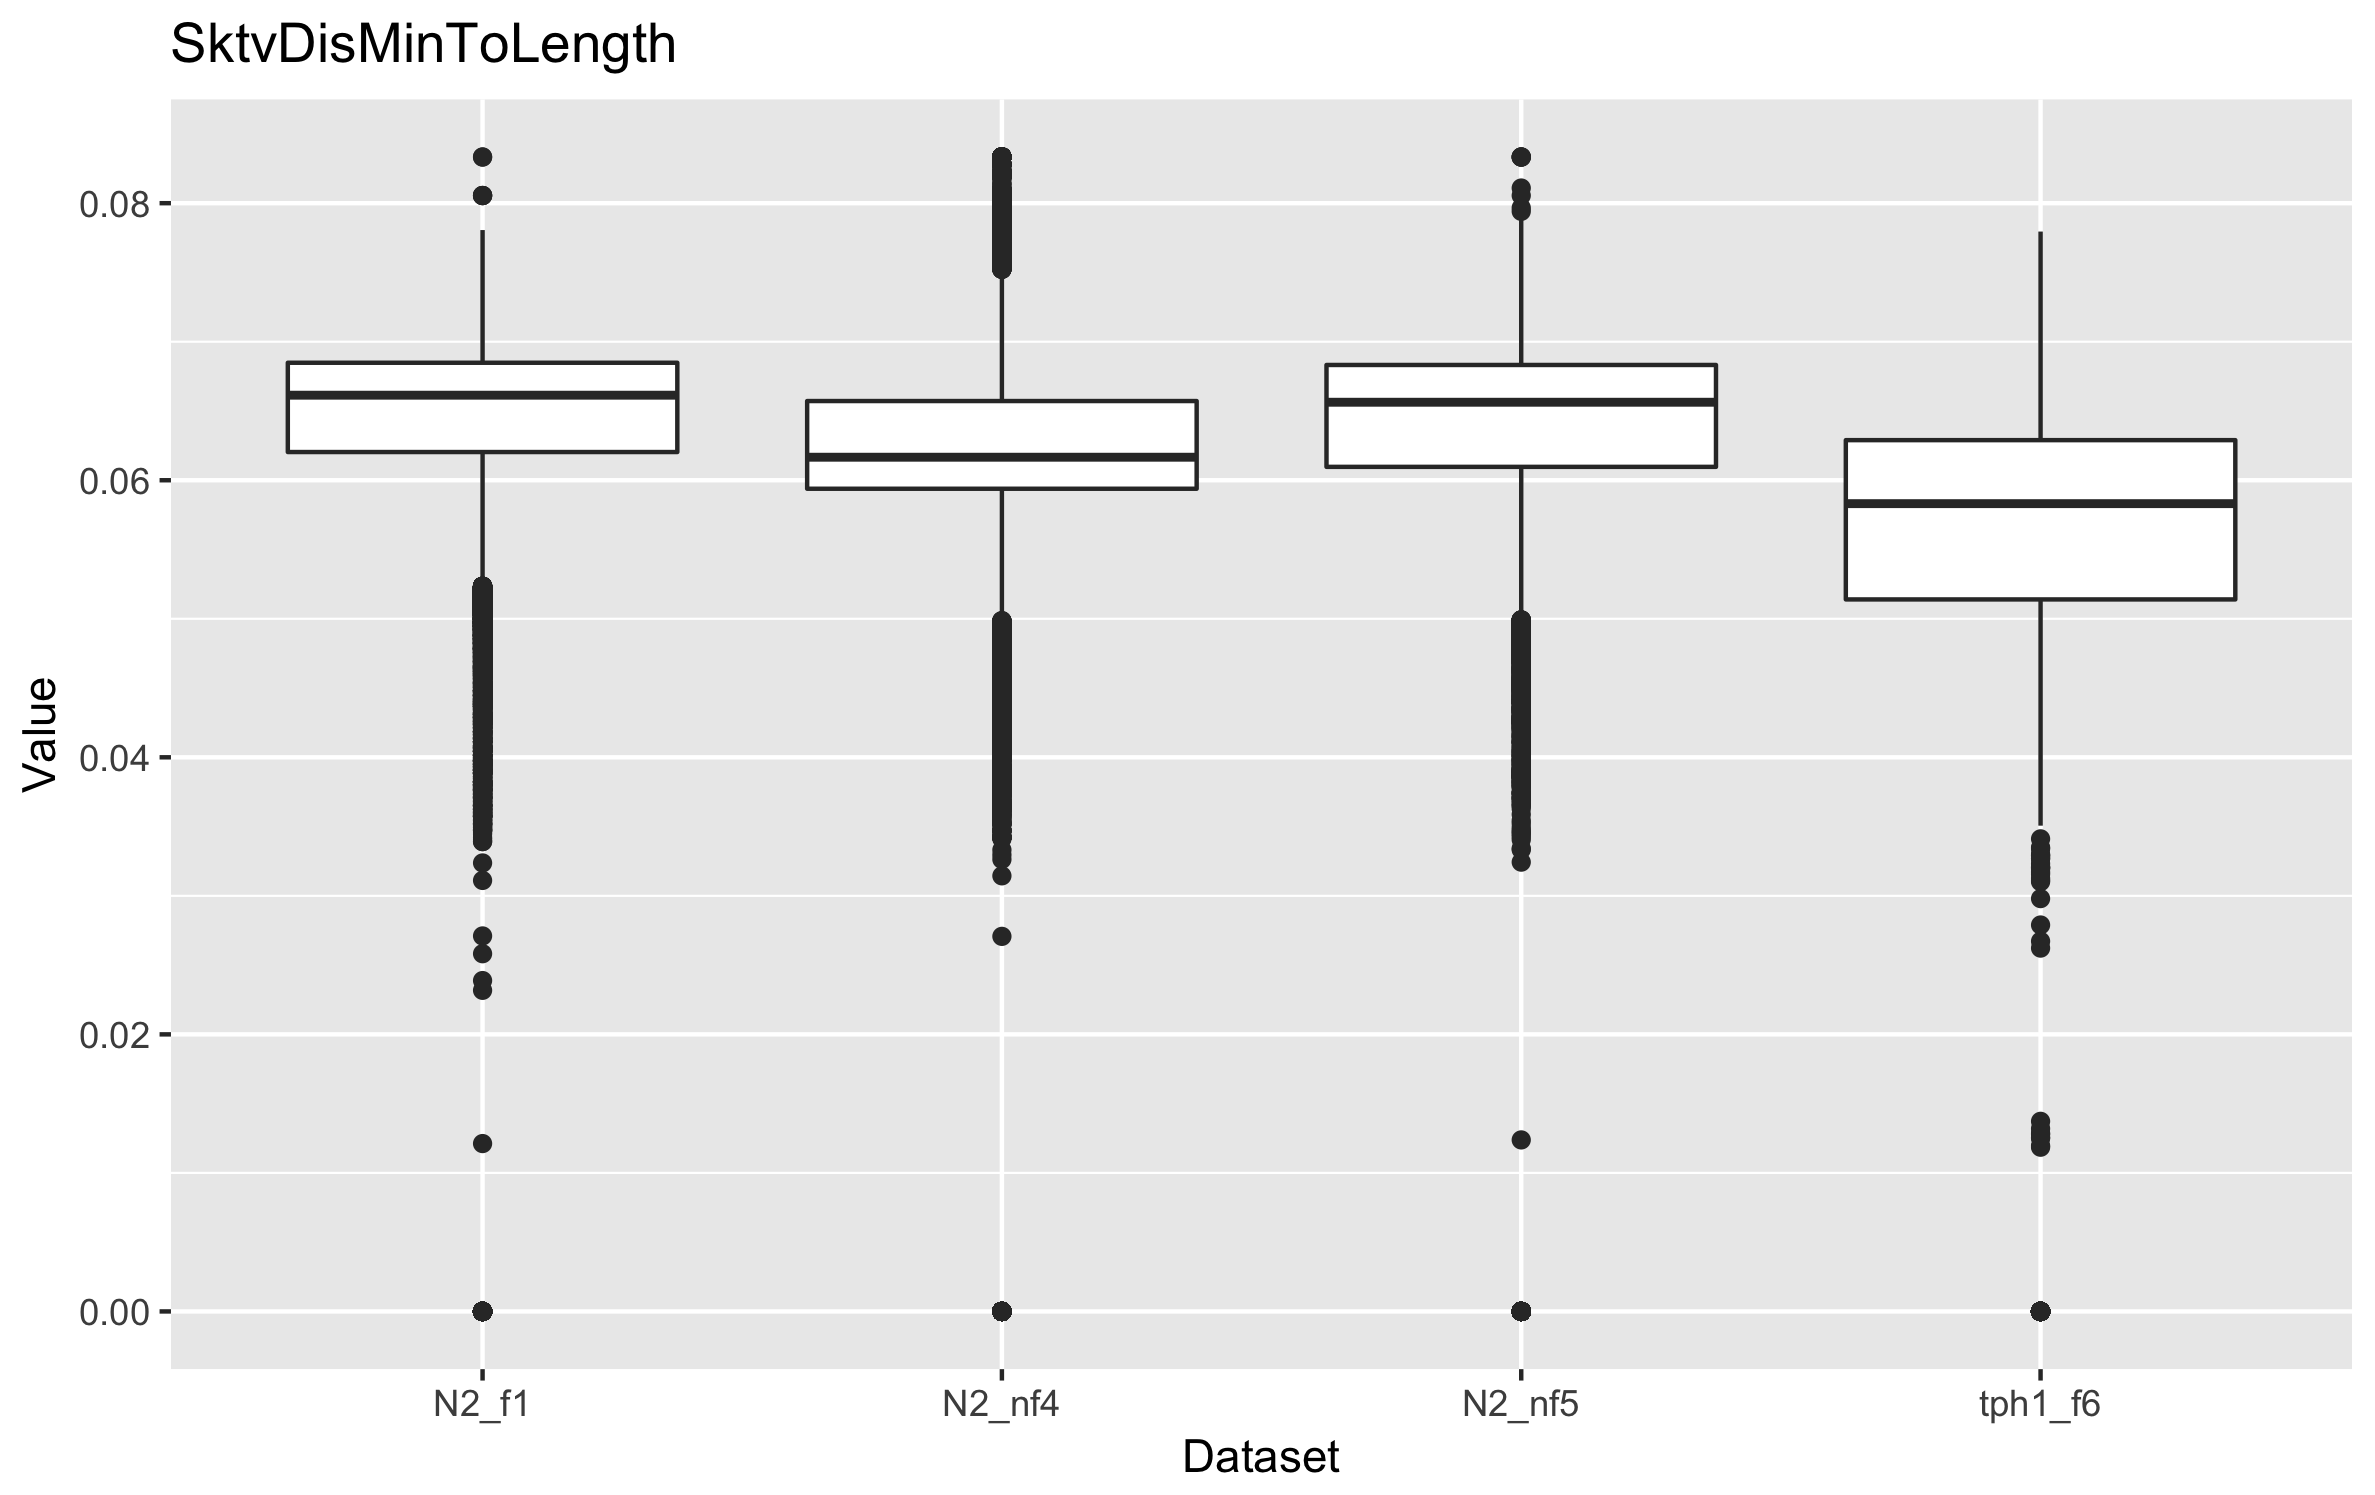 SktvDisMinToLength
Value
0.08
0.06
0.04
0.02
0.00
N2_f1 N2_nf4 N2_nf5 tph1_f6
Dataset